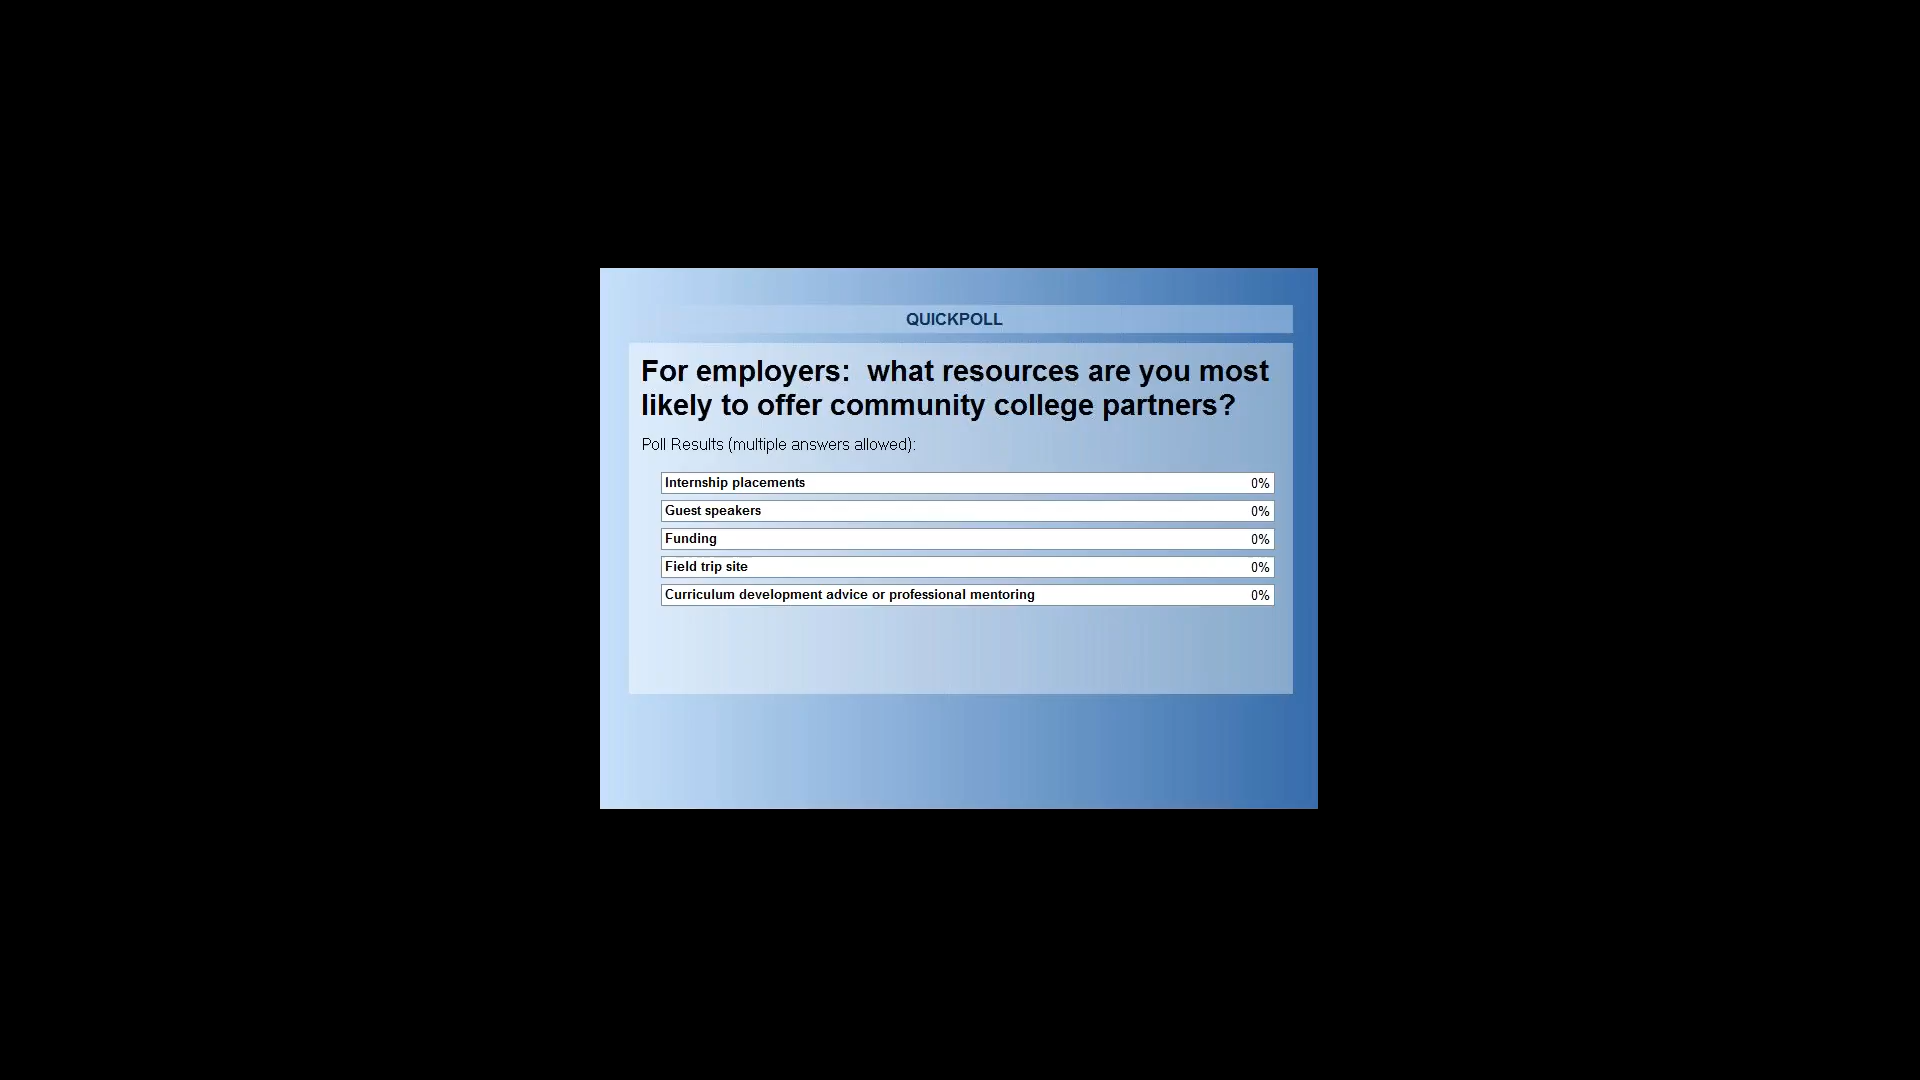 QUICKPOLL
For employers:  what resources are you most
likely to offer community college partners?
Poll Results (multiple answers allowed):
Internship placements 0%
Guest speakers 0%
Funding 0%
Field trip site 0%
Curriculum development advice or professional mentoring 0%